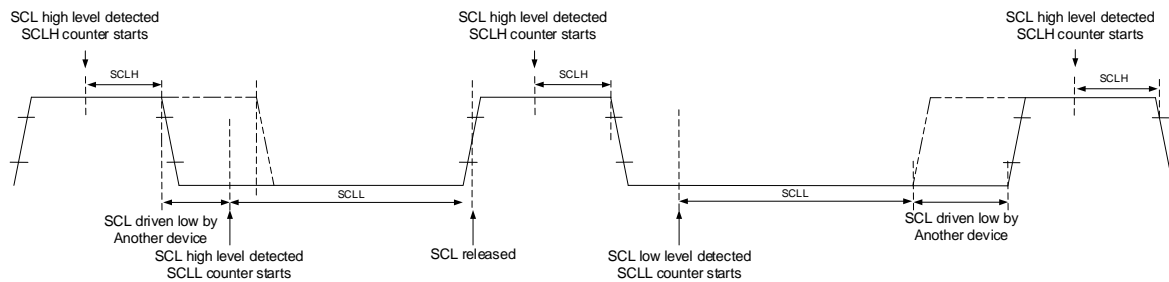 SCL high level detected
SCLH counter starts
SCL high level detected
SCLH counter starts
SCL high level detected
SCLH counter starts
SCLH
SCLH
SCLH
SCLL
SCLL
SCL driven low by
Another device
SCL high level detected
SCLL counter starts
SCL released
SCL low level detected
SCLL counter starts
SCL driven low by
Another device